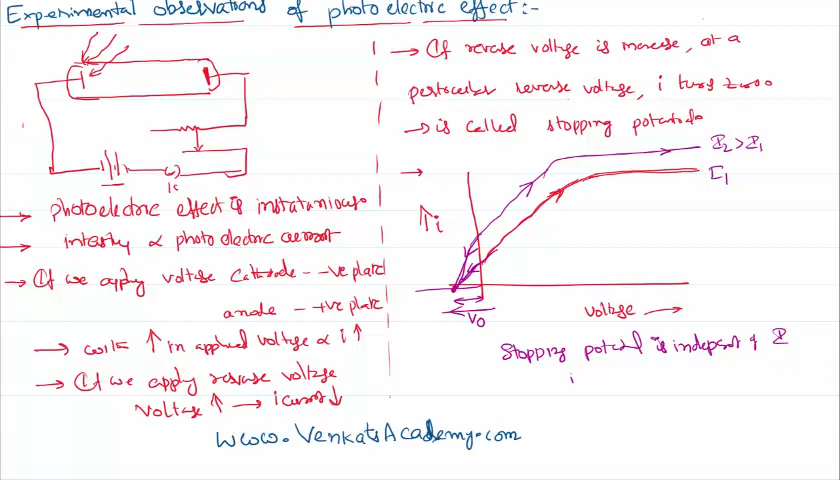 Experimental observations of photoelectric effect:-
→ If reverse voltage is increase, at a
perticular reverse voltage, i turns zero
→ is called stopping potential
K
→ photoelectric effect is instantanious
→ intensity ∝ photo electric current
→ If we apply voltage Cathode - -ve plate
anode - +ve plate
→ with ↑ in applied voltage ∝ i ↑
→ If we apply reverse voltage
Voltage ↑ → i current ↓
→
I2 > I1
I1
↑ i
V0
Voltage →
Stopping potential is independent of I
i
www.VenkatsAcademy.com